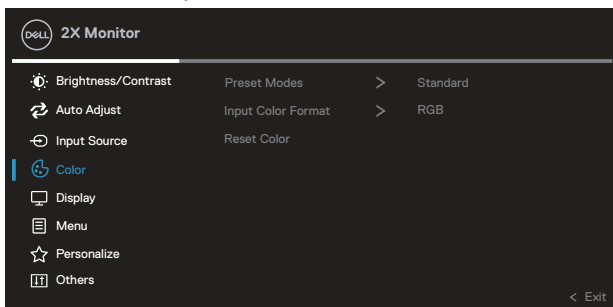 DELL 2X Monitor
Brightness/Contrast Preset Modes > Standard
Auto Adjust Input Color Format > RGB
Input Source Reset Color
Color
Display
Menu
Personalize
Others
< Exit